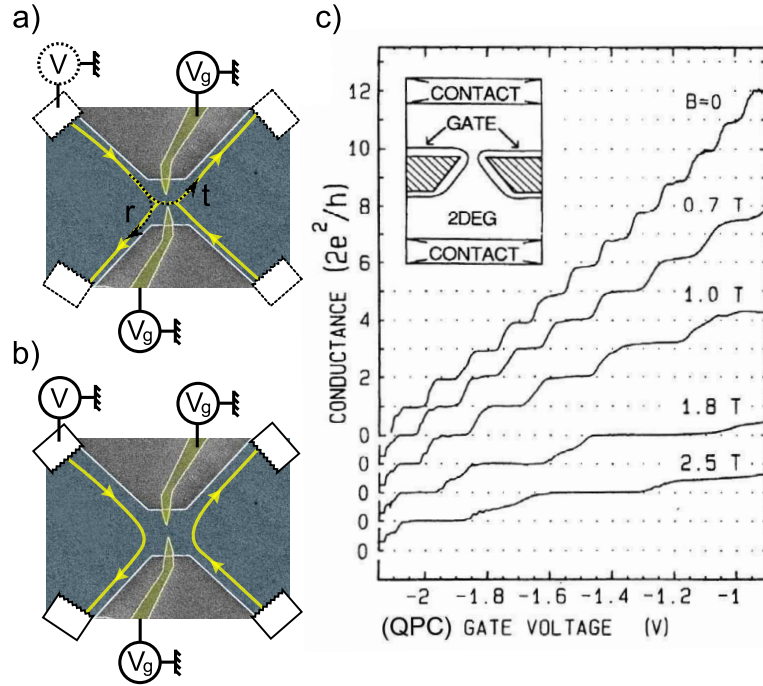 a)
V
Vg
t
r
Vg
b)
V
Vg
Vg
c)
CONDUCTANCE (2e²/h)
12
10
8
6
4
2
0
0
0
0
0
CONTACT
GATE
2DEG
CONTACT
B=0
0.7 T
1.0 T
1.8 T
2.5 T
-2 -1.8 -1.6 -1.4 -1.2 -1
(QPC) GATE VOLTAGE (V)